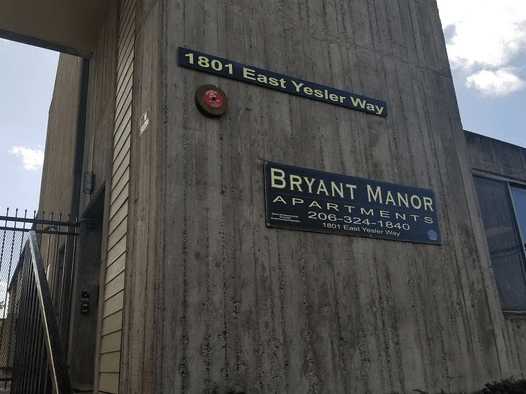 1801 East Yesler Way
BRYANT MANOR
APARTMENTS
206-324-1840
1801 East Yesler Way